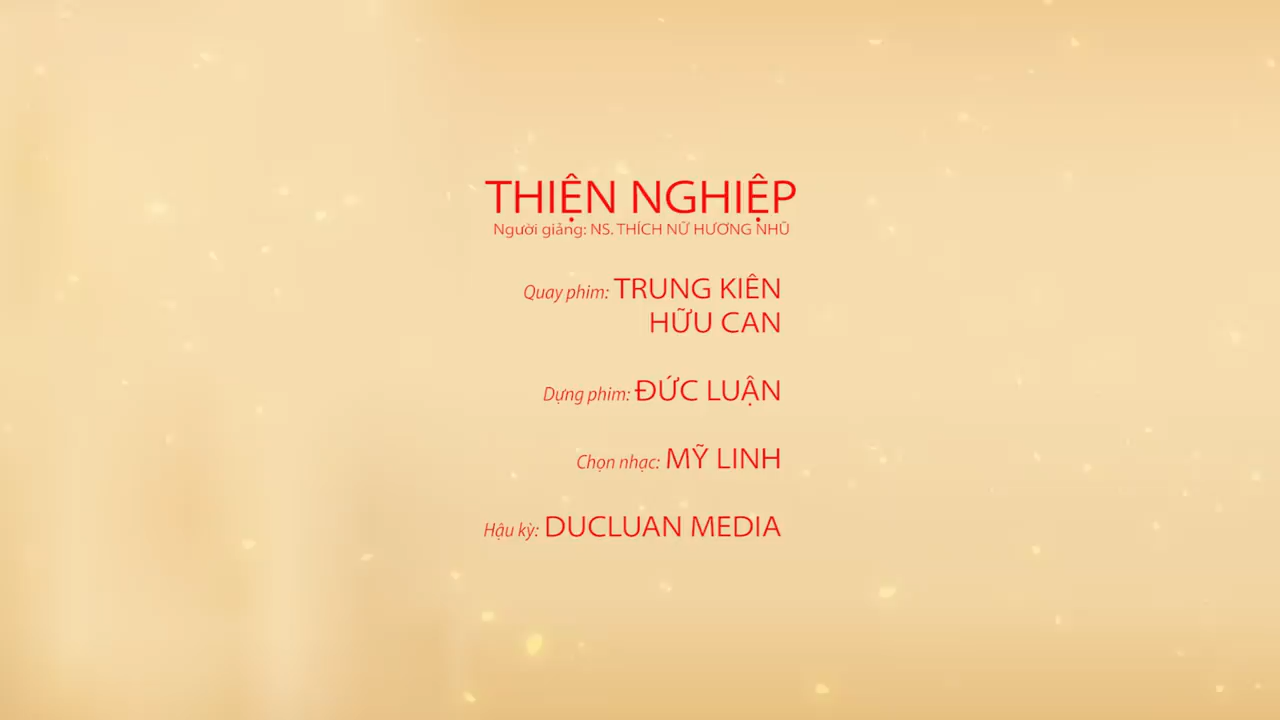 THIỆN NGHIỆP
Người giảng: NS. THÍCH NỮ HƯƠNG NHŨ
Quay phim: TRUNG KIÊN
HỮU CAN
Dựng phim: ĐỨC LUẬN
Chọn nhạc: MỸ LINH
Hậu kỳ: DUCLUAN MEDIA